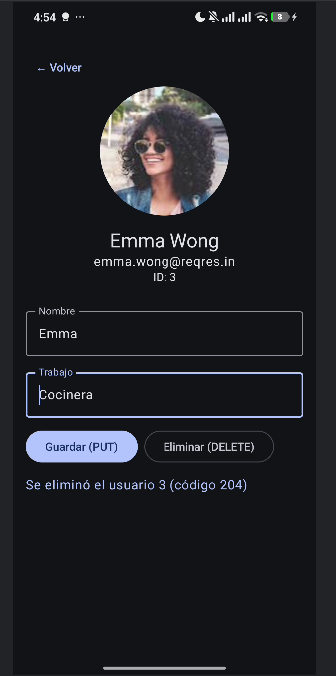 4:54
← Volver
Emma Wong
emma.wong@reqres.in
ID: 3
Nombre
Emma
Trabajo
Cocinera
Guardar (PUT)
Eliminar (DELETE)
Se eliminó el usuario 3 (código 204)